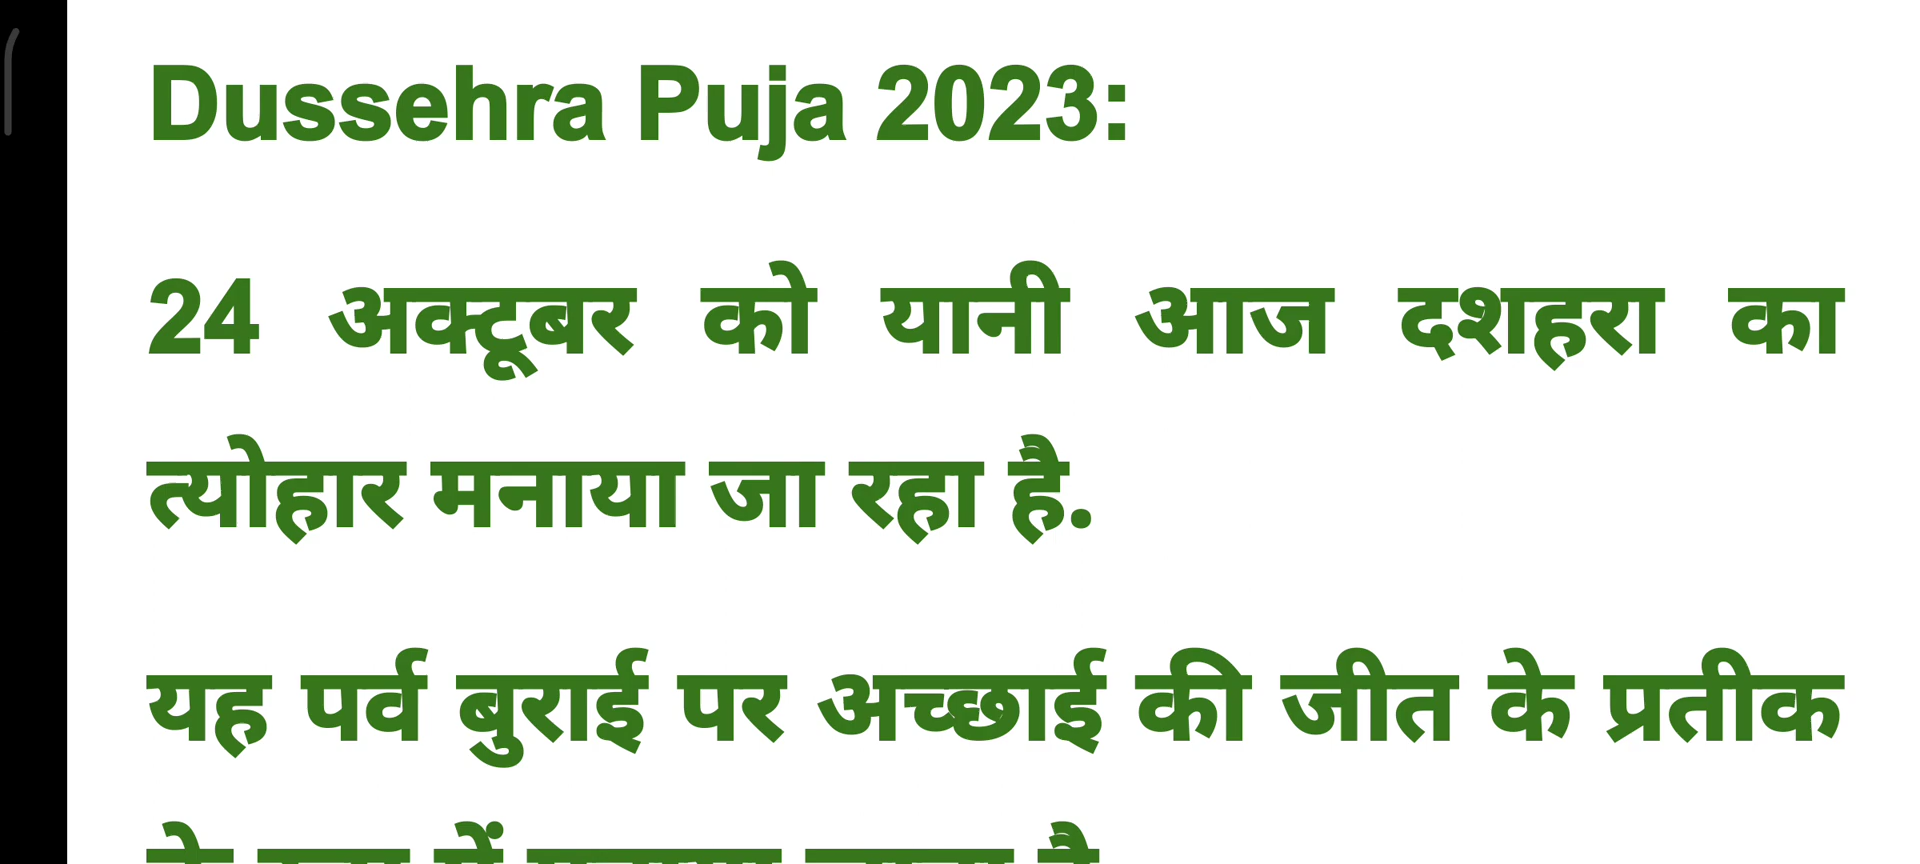 Dussehra Puja 2023:
24 अक्टूबर को यानी आज दशहरा का
त्योहार मनाया जा रहा है.
यह पर्व बुराई पर अच्छाई की जीत के प्रतीक